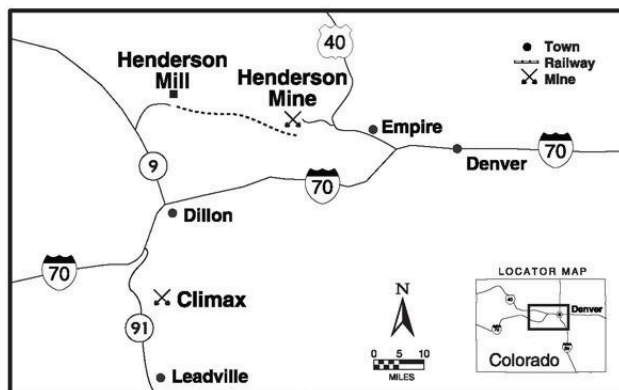 40
Henderson
Mill
Henderson
Mine
Town
Railway
Mine
Empire
Denver
70
9
70
Dillon
70
Climax
91
Leadville
N
0 5 10
MILES
LOCATOR MAP
Denver
Colorado